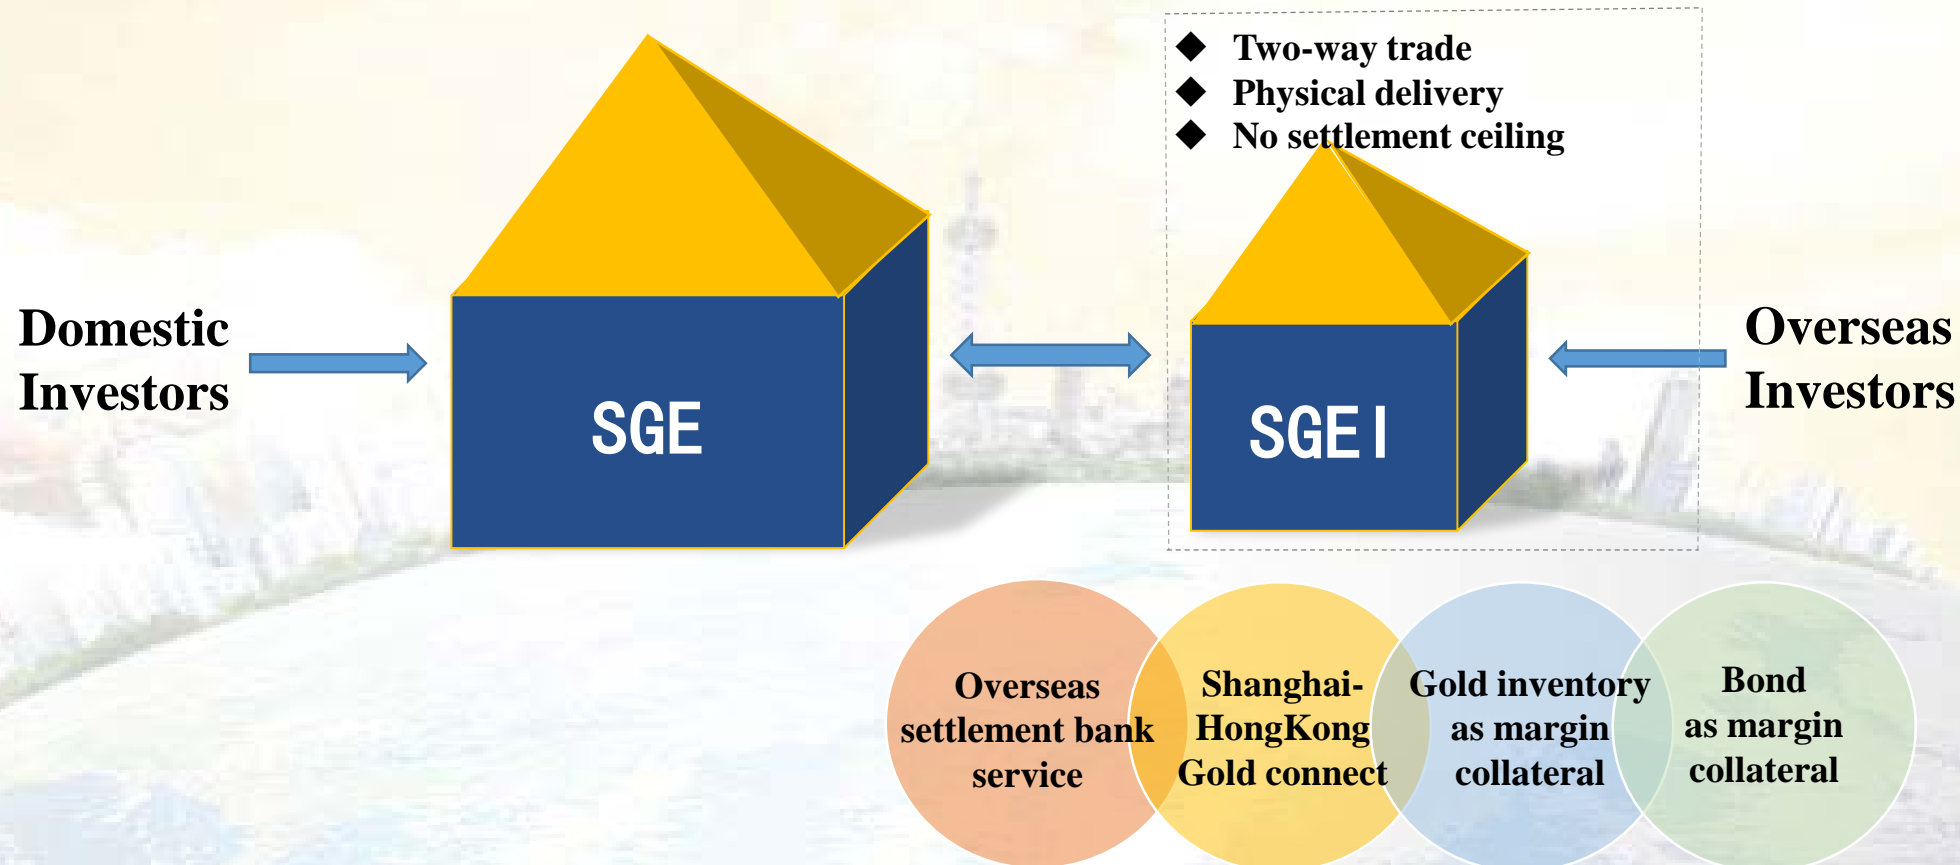 Two-way trade
Physical delivery
No settlement ceiling
Domestic
Investors
SGE
SGEI
Overseas
Investors
Overseas
settlement bank
service
Shanghai-
HongKong
Gold connect
Gold inventory
as margin
collateral
Bond
as margin
collateral